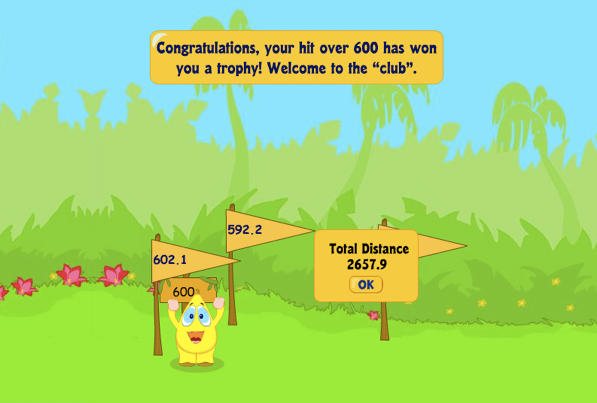 Congratulations, your hit over 600 has won
you a trophy! Welcome to the “club”.
592.2
602.1
Total Distance
2657.9
OK
600